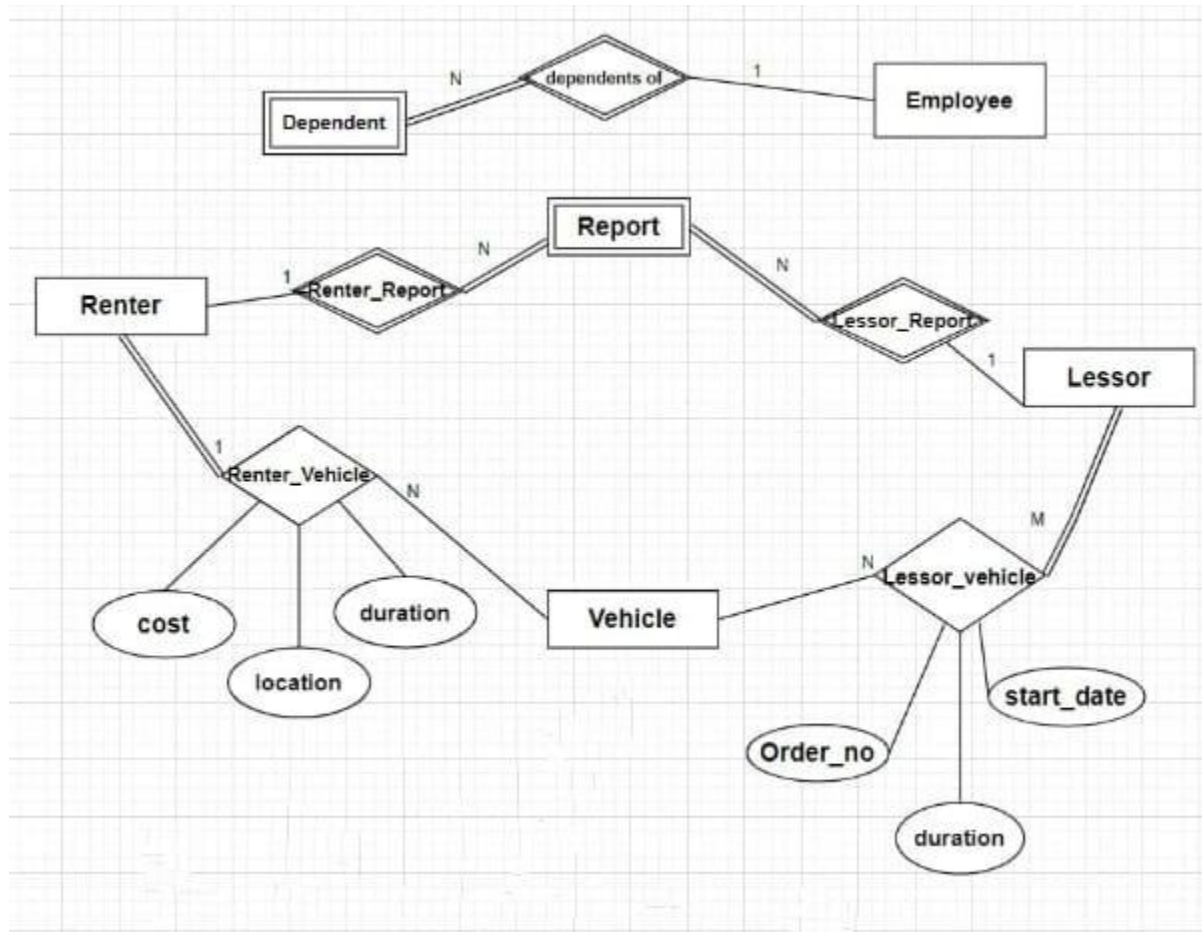 N
dependents of
1
Employee
Dependent
Report
N
N
1
Renter_Report
Renter
Lessor_Report
1
Lessor
1
Renter_Vehicle
N
M
N
Lessor_vehicle
cost
duration
Vehicle
location
start_date
Order_no
duration